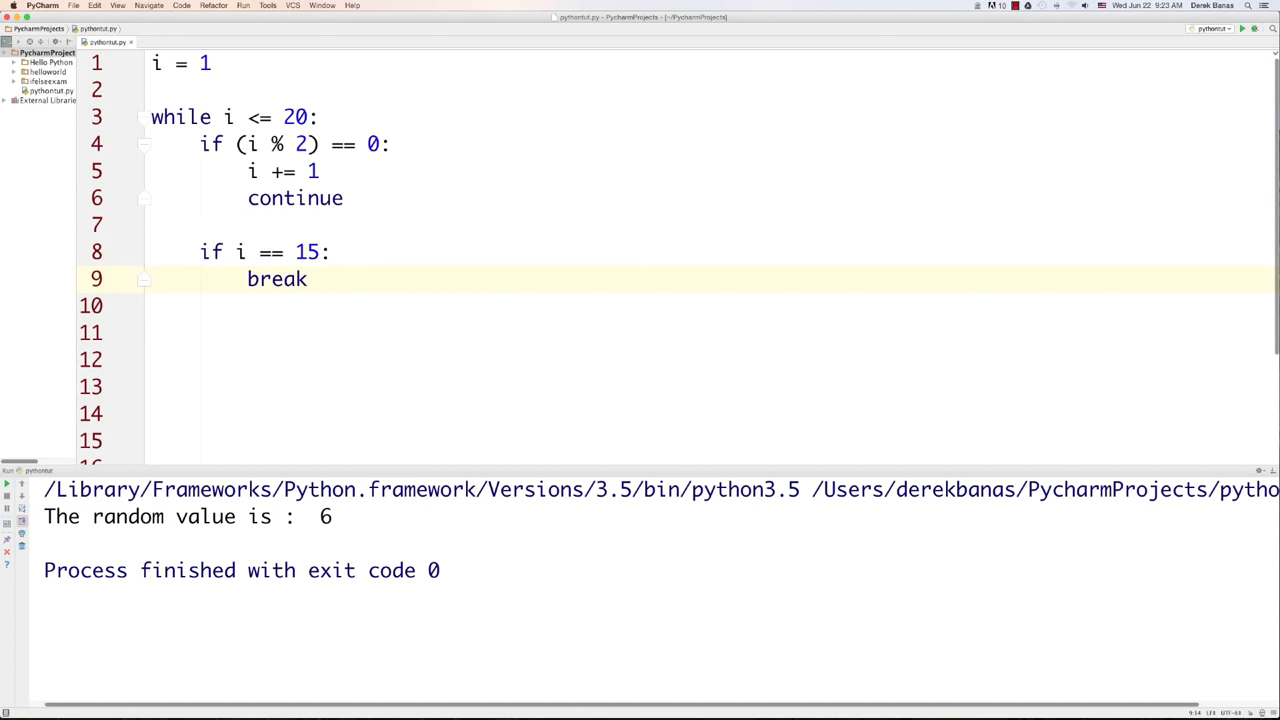 PyCharm File Edit View Navigate Code Refactor Run Tools VCS Window Help 10 Wed Jun 22 9:23 AM Derek Banas
pythontut.py - PycharmProjects - [~/PycharmProjects]
PycharmProjects pythontut.py pythontut
pythontut.py
PycharmProject
Hello Python
helloworld
ifelseexam
pythontut.py
External Librarie
1 i = 1
2
3 while i <= 20:
4 if (i % 2) == 0:
5 i += 1
6 continue
7
8 if i == 15:
9 break
10
11
12
13
14
15
16
Run pythontut
/Library/Frameworks/Python.framework/Versions/3.5/bin/python3.5 /Users/derekbanas/PycharmProjects/pytho
The random value is :  6
Process finished with exit code 0
9:14 LF‡ UTF-8‡